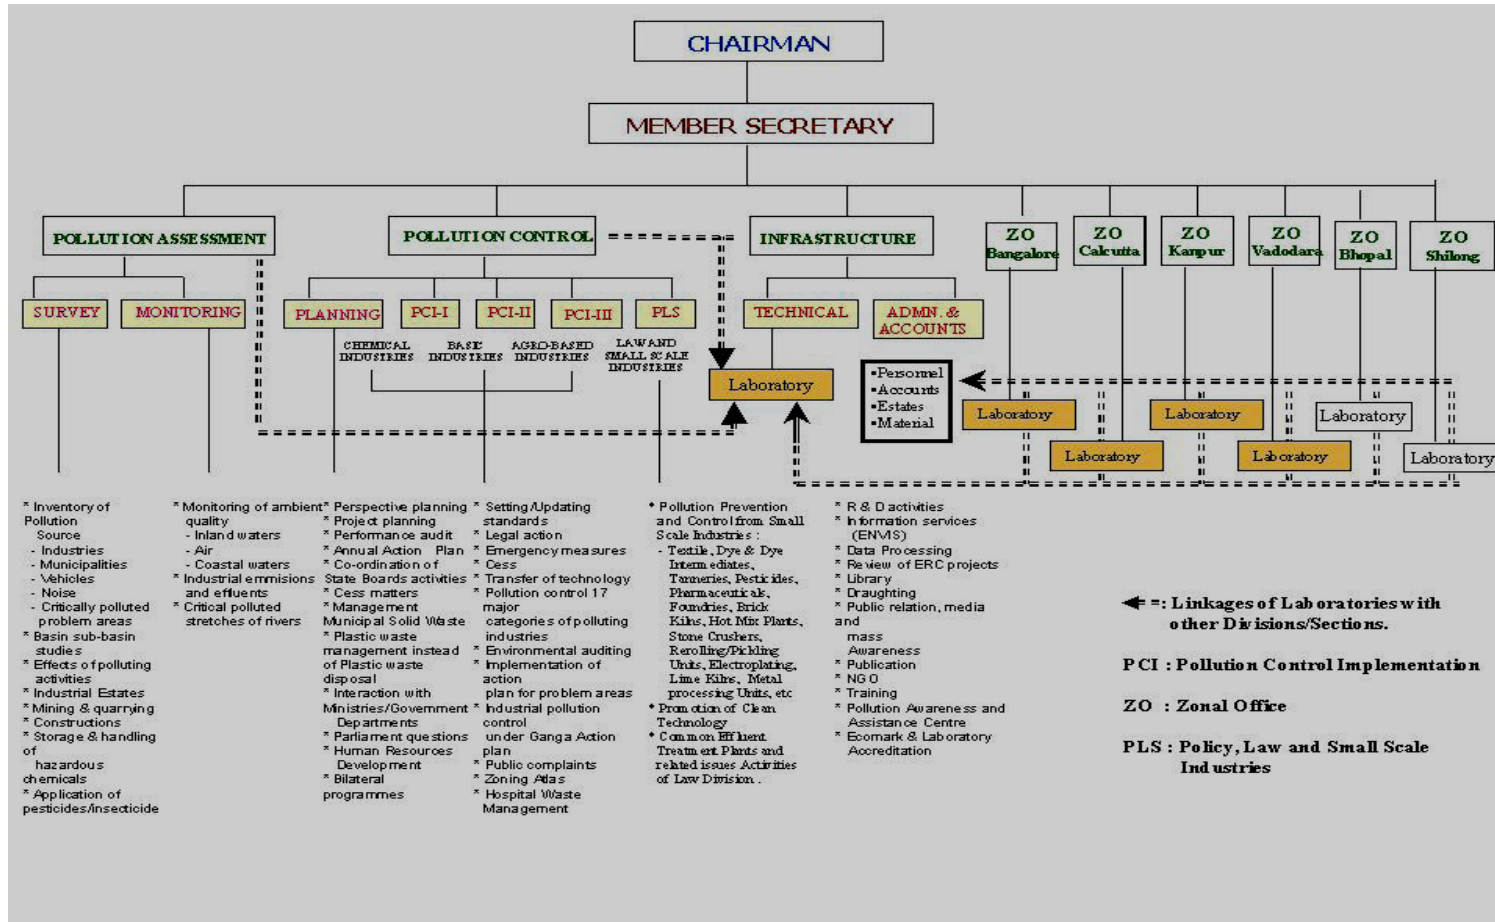 CHAIRMAN
MEMBER SECRETARY
POLLUTION ASSESSMENT
POLLUTION CONTROL
INFRASTRUCTURE
ZO
Bangalore
ZO
Calcutta
ZO
Kanpur
ZO
Vadodara
ZO
Bhopal
ZO
Shilong
SURVEY
MONITORING
PLANNING
PCI-I
PCI-II
PCI-III
PLS
TECHNICAL
ADMN. &
ACCOUNTS
CHEMICAL
INDUSTRIES
BASIC
INDUSTRIES
AGRO-BASED
INDUSTRIES
LAW AND
SMALL SCALE
INDUSTRIES
Laboratory
•Personnel
•Accounts
•Estates
•Material
Laboratory
Laboratory
Laboratory
Laboratory
Laboratory
Laboratory
* Inventory of
Pollution
Source
- Industries
- Municipalities
- Vehicles
- Noise
- Critically polluted
problem areas
* Basin sub-basin
studies
* Effects of polluting
activities
* Industrial Estates
* Mining & quarrying
* Constructions
* Storage & handling
of
hazardous
chemicals
* Application of
pesticides/insecticide
* Monitoring of ambient
quality
- Inland waters
- Air
- Coastal waters
* Industrial emmisions
and effluents
* Critical polluted
stretches of rivers
* Perspective planning
* Project planning
* Performance audit
* Annual Action Plan
* Co-ordination of
State Boards activities
* Cess matters
* Management
Municipal Solid Waste
* Plastic waste
management instead
of Plastic waste
disposal
* Interaction with
Ministries/Government
Departments
* Parliament questions
* Human Resources
Development
* Bilateral
programmes
* Setting/Updating
standards
* Legal action
* Emergency measures
* Cess
* Transfer of technology
* Pollution control 17
major
categories of polluting
industries
* Environmental auditing
* Implementation of
action
plan for problem areas
* Industrial pollution
control
under Ganga Action
plan
* Public complaints
* Zoning Atlas
* Hospital Waste
Management
* Pollution Prevention
and Control from Small
Scale Industries :
- Textile, Dye & Dye
Intermediates,
Tanneries, Pesticides,
Pharmaceuticals,
Foundries, Brick
Kilns, Hot Mix Plants,
Stone Crushers,
Rerolling/Pickling
Units, Electroplating,
Lime Kilns, Metal
processing Units, etc
* Promotion of Clean
Technology
* Common Effluent
Treatment Plants and
related issues Activities
of Law Division.
* R & D activities
* Information services
(ENVIS)
* Data Processing
* Review of ERC projects
* Library
* Draughting
* Public relation, media
and
mass
Awareness
* Publication
* NGO
* Training
* Pollution Awareness and
Assistance Centre
* Ecomark & Laboratory
Accreditation
: Linkages of Laboratories with
other Divisions/Sections.
PCI : Pollution Control Implementation
ZO : Zonal Office
PLS : Policy, Law and Small Scale
Industries